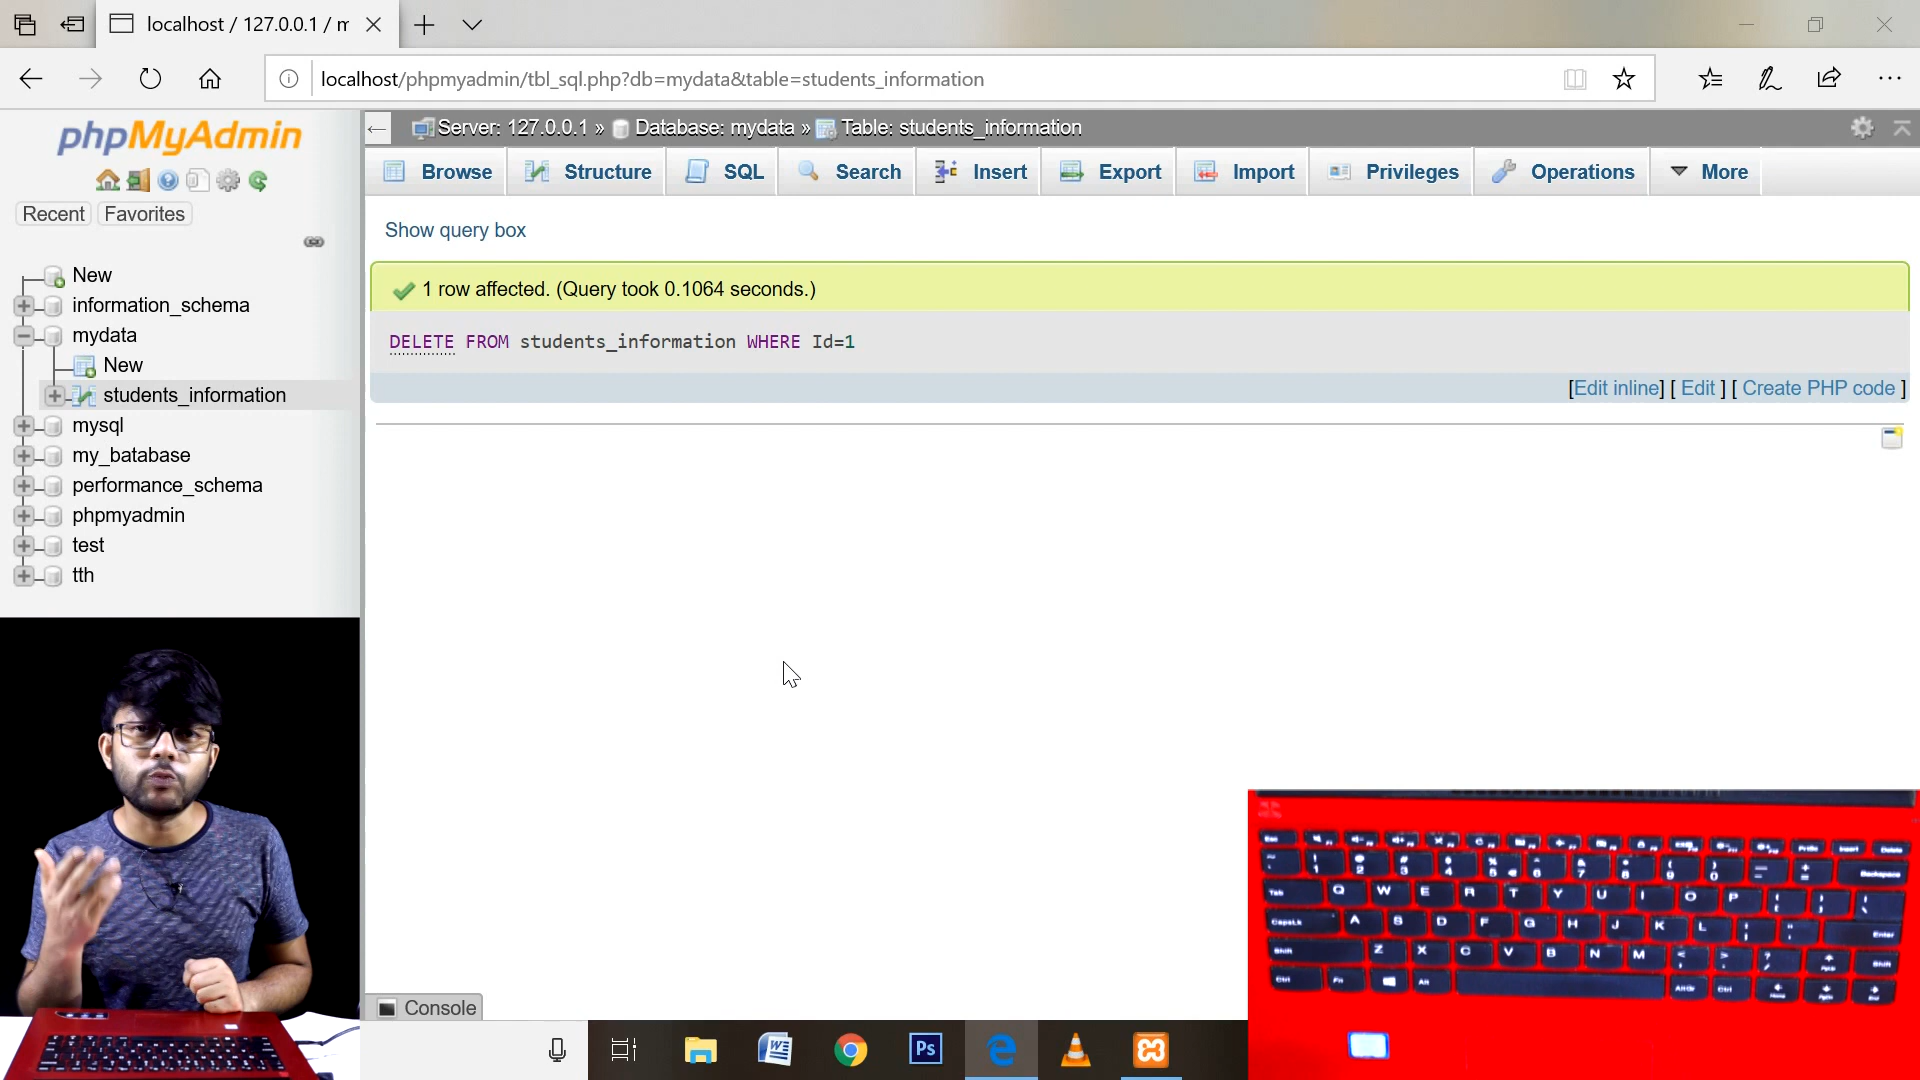 localhost / 127.0.0.1 / m
localhost/phpmyadmin/tbl_sql.php?db=mydata&table=students_information
phpMyAdmin
Recent
Favorites
New
information_schema
mydata
New
students_information
mysql
my_batabase
performance_schema
phpmyadmin
test
tth
Server: 127.0.0.1 » Database: mydata » Table: students_information
Browse
Structure
SQL
Search
Insert
Export
Import
Privileges
Operations
More
Show query box
1 row affected. (Query took 0.1064 seconds.)
DELETE FROM students_information WHERE Id=1
[Edit inline] [ Edit ] [ Create PHP code ]
Console
Ps
Q W E R T Y U I O P
A S D F G H J K L
Z X C V B N M